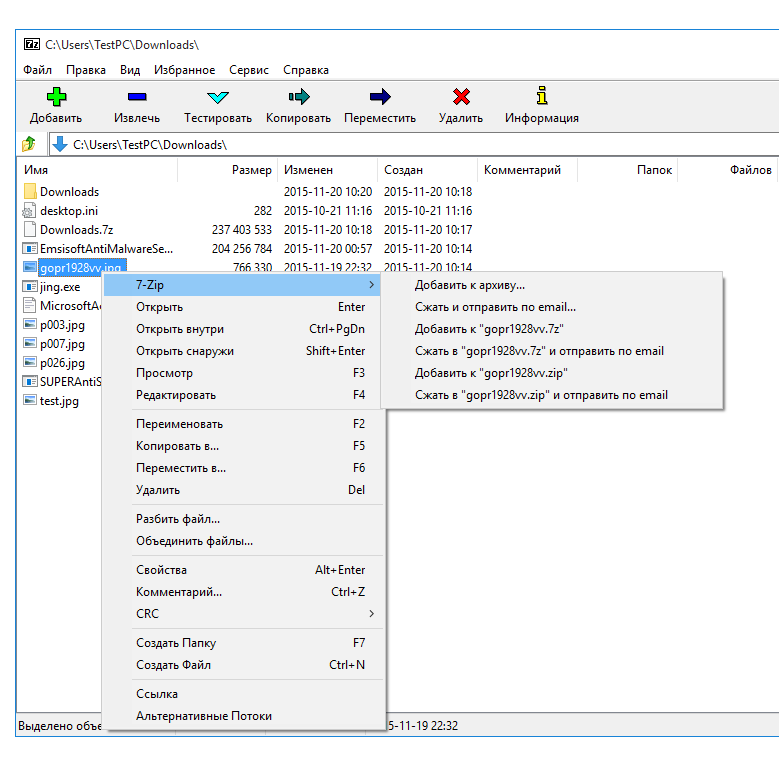 7z C:\Users\TestPC\Downloads\
Файл Правка Вид Избранное Сервис Справка
Добавить Извлечь Тестировать Копировать Переместить Удалить Информация
C:\Users\TestPC\Downloads\
Имя Размер Изменен Создан Комментарий Папок Файлов
Downloads 2015-11-20 10:20 2015-11-20 10:18
desktop.ini 282 2015-10-21 11:16 2015-10-21 11:16
Downloads.7z 237 403 533 2015-11-20 10:18 2015-11-20 10:17
EmsisoftAntiMalwareSe... 204 256 784 2015-11-20 00:57 2015-11-20 10:14
gopr1928vv.jpg 766 330 2015-11-19 22:32 2015-11-20 10:14
jing.exe
MicrosoftAc
p003.jpg
p007.jpg
p026.jpg
SUPERAntiS
test.jpg
7-Zip
Открыть Enter
Открыть внутри Ctrl+PgDn
Открыть снаружи Shift+Enter
Просмотр F3
Редактировать F4
Переименовать F2
Копировать в... F5
Переместить в... F6
Удалить Del
Разбить файл...
Объединить файлы...
Свойства Alt+Enter
Комментарий... Ctrl+Z
CRC
Создать Папку F7
Создать Файл Ctrl+N
Ссылка
Альтернативные Потоки
Добавить к архиву...
Сжать и отправить по email...
Добавить к "gopr1928vv.7z"
Сжать в "gopr1928vv.7z" и отправить по email
Добавить к "gopr1928vv.zip"
Сжать в "gopr1928vv.zip" и отправить по email
Выделено объе 5-11-19 22:32